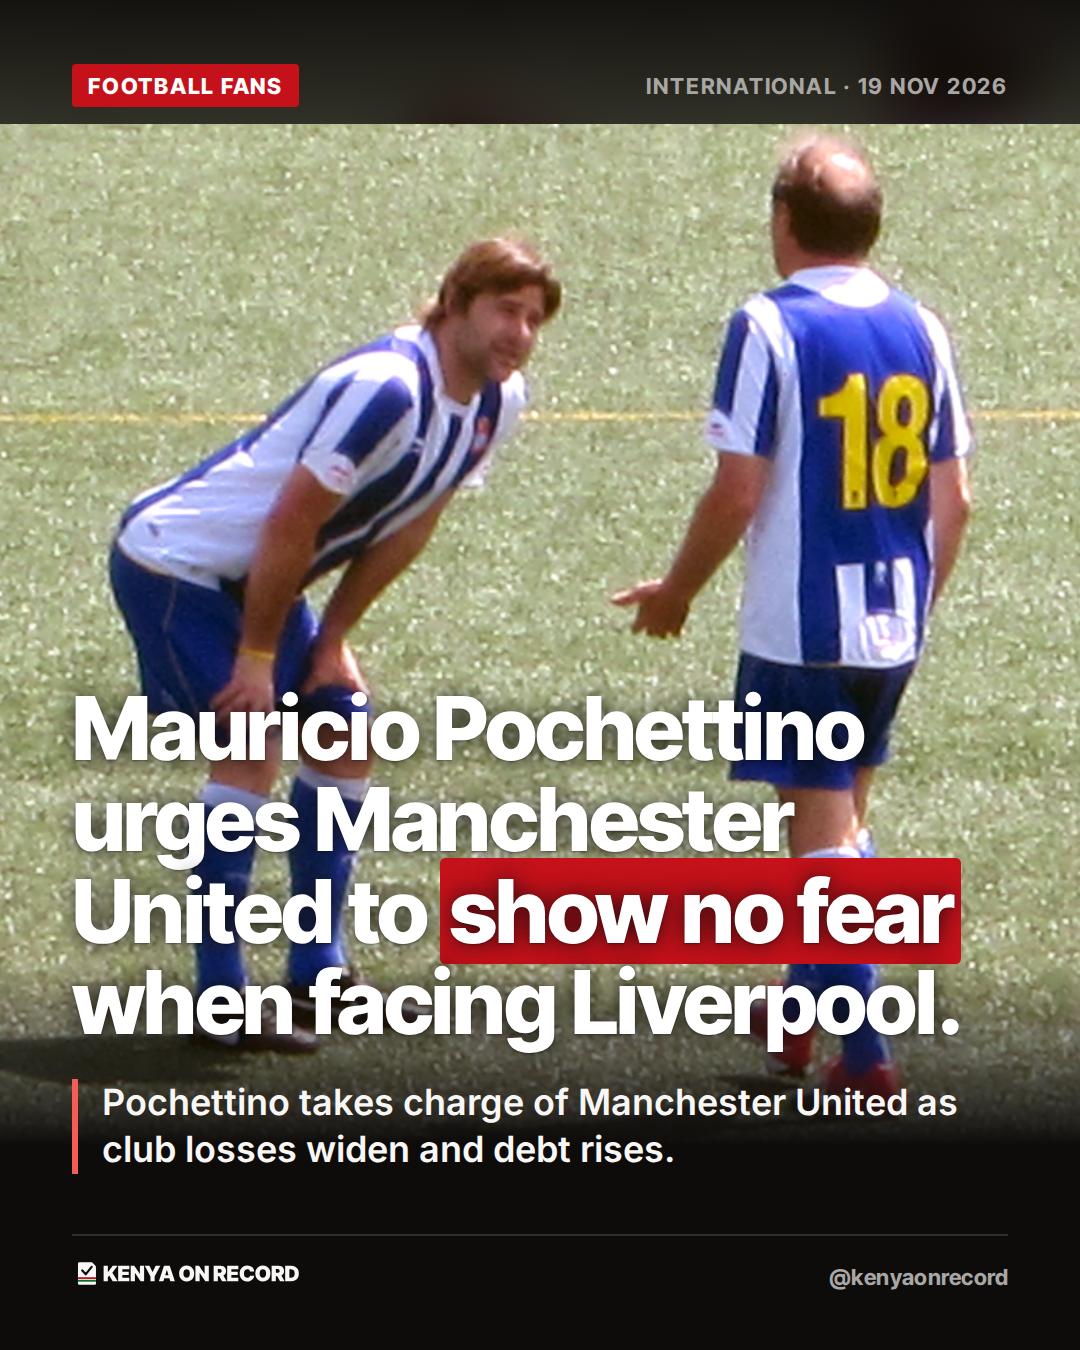 FOOTBALL FANS
INTERNATIONAL · 19 NOV 2026
18
Mauricio Pochettino
urges Manchester
United to show no fear
when facing Liverpool.
Pochettino takes charge of Manchester United as
club losses widen and debt rises.
KENYA ON RECORD
@kenyaonrecord